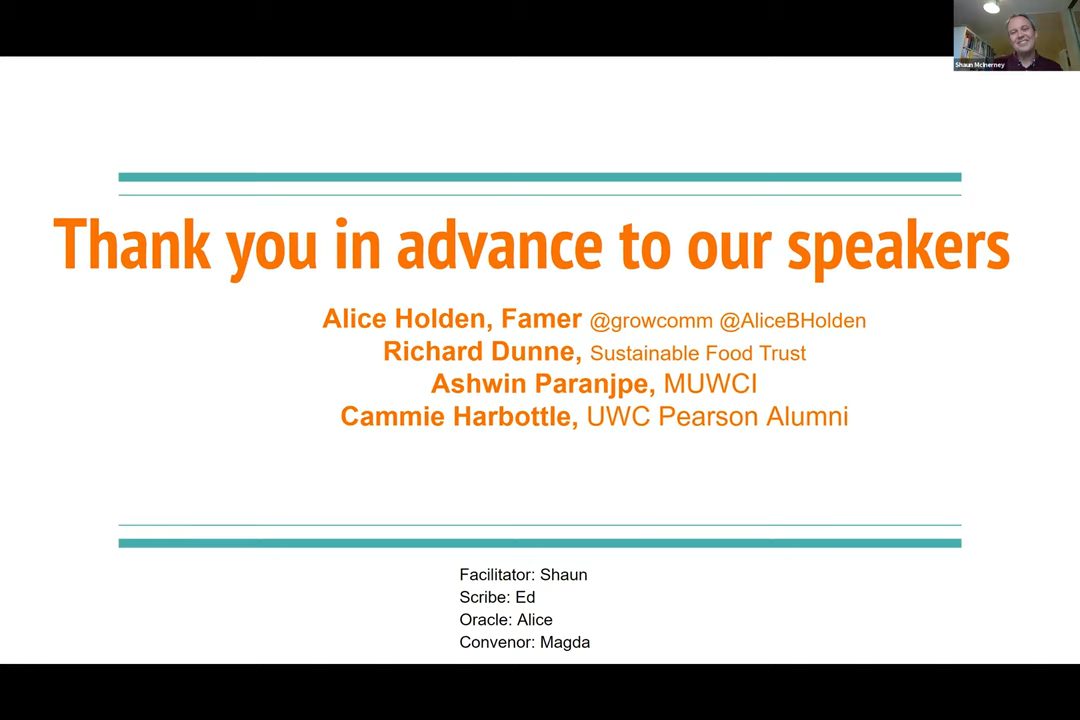 Shaun McInerney
Thank you in advance to our speakers
Alice Holden, Famer @growcomm @AliceBHolden
Richard Dunne, Sustainable Food Trust
Ashwin Paranjpe, MUWCI
Cammie Harbottle, UWC Pearson Alumni
Facilitator: Shaun
Scribe: Ed
Oracle: Alice
Convenor: Magda